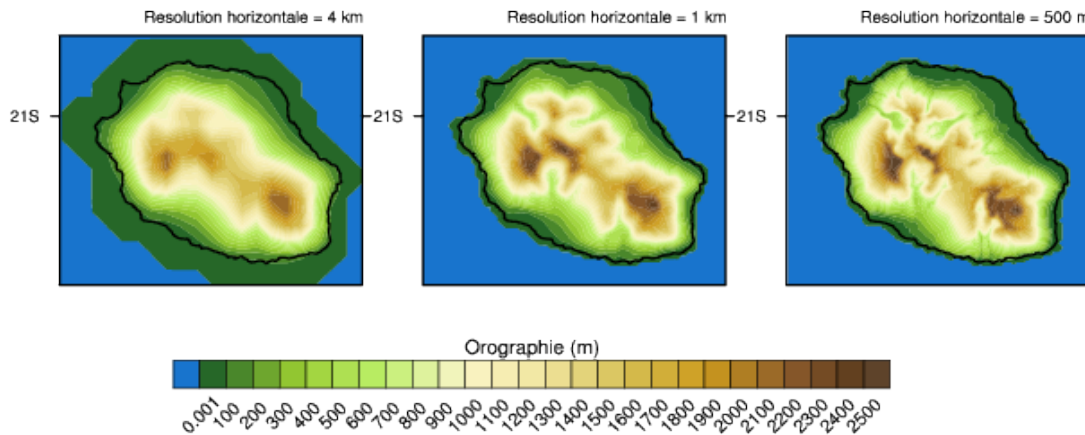 Resolution horizontale = 4 km
Resolution horizontale = 1 km
Resolution horizontale = 500 m
21S
21S
21S
Orographie (m)
0.001 100 200 300 400 500 600 700 800 900 1000 1100 1200 1300 1400 1500 1600 1700 1800 1900 2000 2100 2200 2300 2400 2500